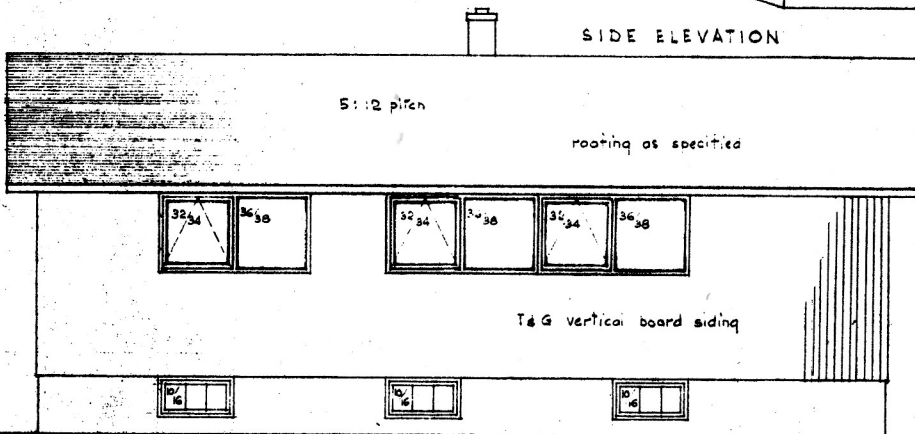 SIDE ELEVATION
5:12 pitch
roofing as specified
32/34 36/38 32/34 38 32/34 36/38
T&G vertical board siding
10/16 10/16 10/16